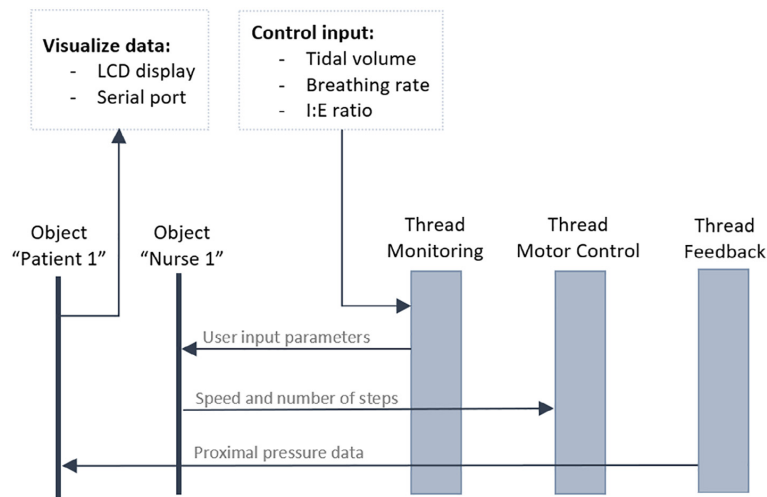 Visualize data:
- LCD display
- Serial port
Control input:
- Tidal volume
- Breathing rate
- I:E ratio
Object
"Patient 1"
Object
"Nurse 1"
Thread
Monitoring
Thread
Motor Control
Thread
Feedback
User input parameters
Speed and number of steps
Proximal pressure data